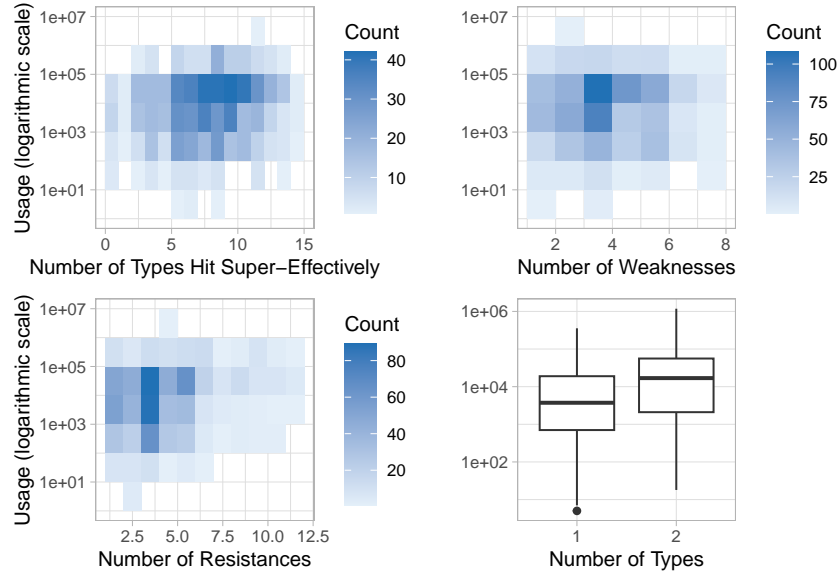 Usage (logarithmic scale)
1e+07
1e+05
1e+03
1e+01
0 5 10 15
Number of Types Hit Super−Effectively
Count
40
30
20
10
1e+07
1e+05
1e+03
1e+01
2 4 6 8
Number of Weaknesses
Usage (logarithmic scale)
Count
100
75
50
25
Usage (logarithmic scale)
1e+07
1e+05
1e+03
1e+01
2.5 5.0 7.5 10.0 12.5
Number of Resistances
Count
80
60
40
20
1e+06
1e+04
1e+02
1 2
Number of Types